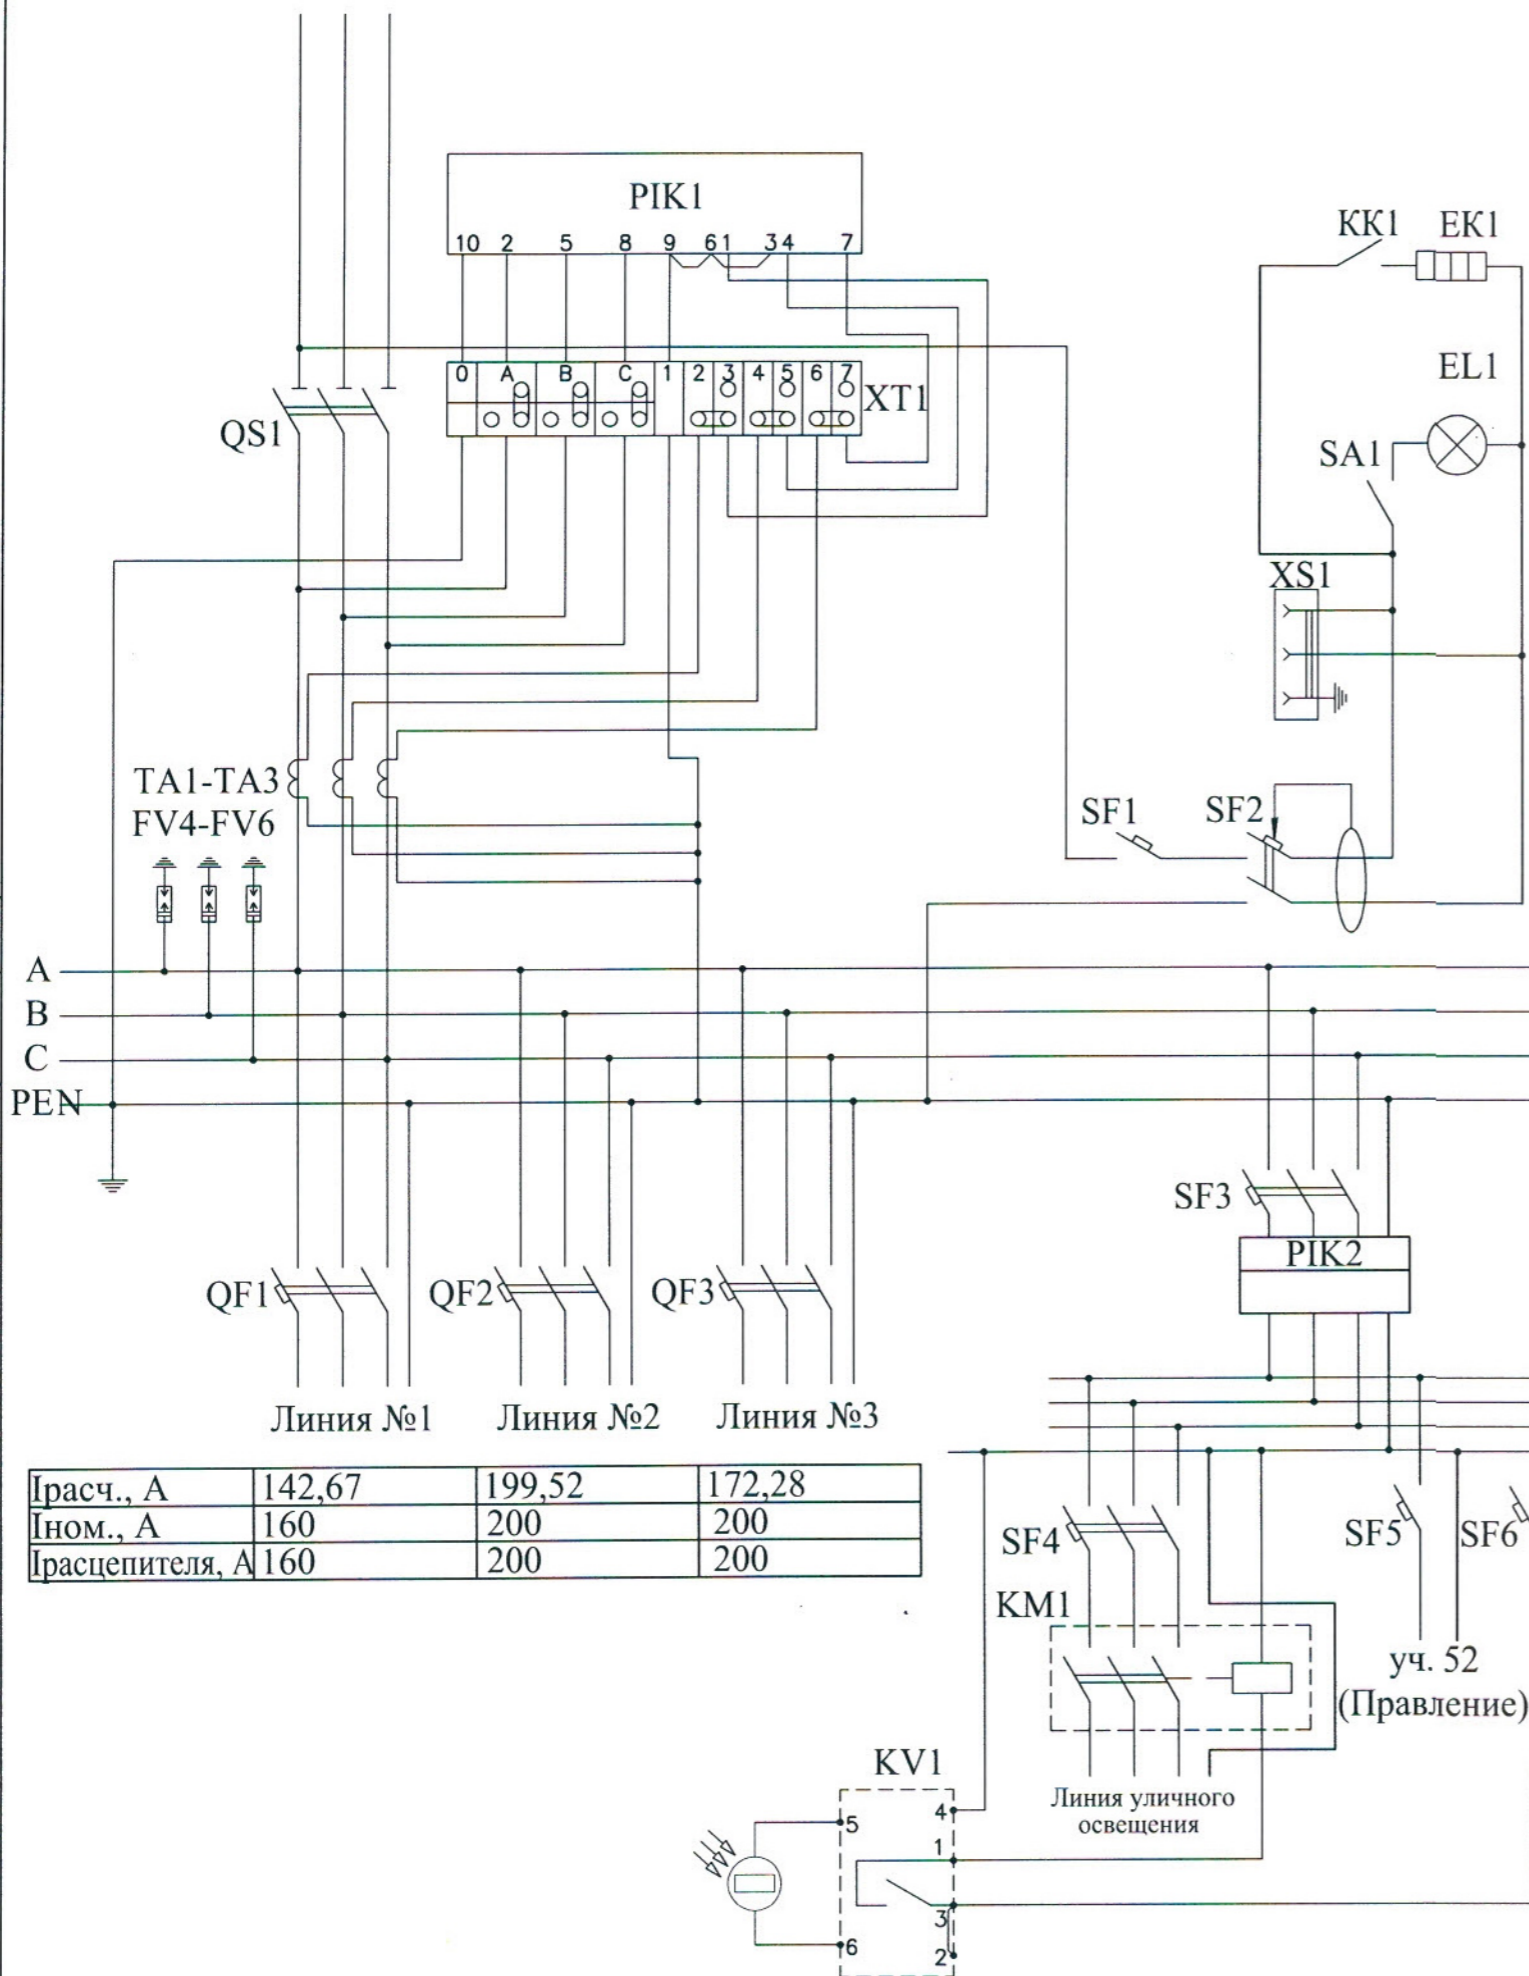 PIK1
10 2 5 8 9 6 1 3 4 7
KK1 EK1
0 A B C 1 2 3 4 5 6 7
XT1
EL1
QS1
SA1
XS1
TA1-TA3
FV4-FV6
SF1
SF2
A
B
C
PEN
SF3
PIK2
QF1
QF2
QF3
Линия №1
Линия №2
Линия №3
Iрасч., А 142,67 199,52 172,28
Iном., А 160 200 200
Iрасцепителя, А 160 200 200
SF4
SF5
SF6
KM1
уч. 52
(Правление)
KV1
Линия уличного
освещения
5
4
1
3
6
2